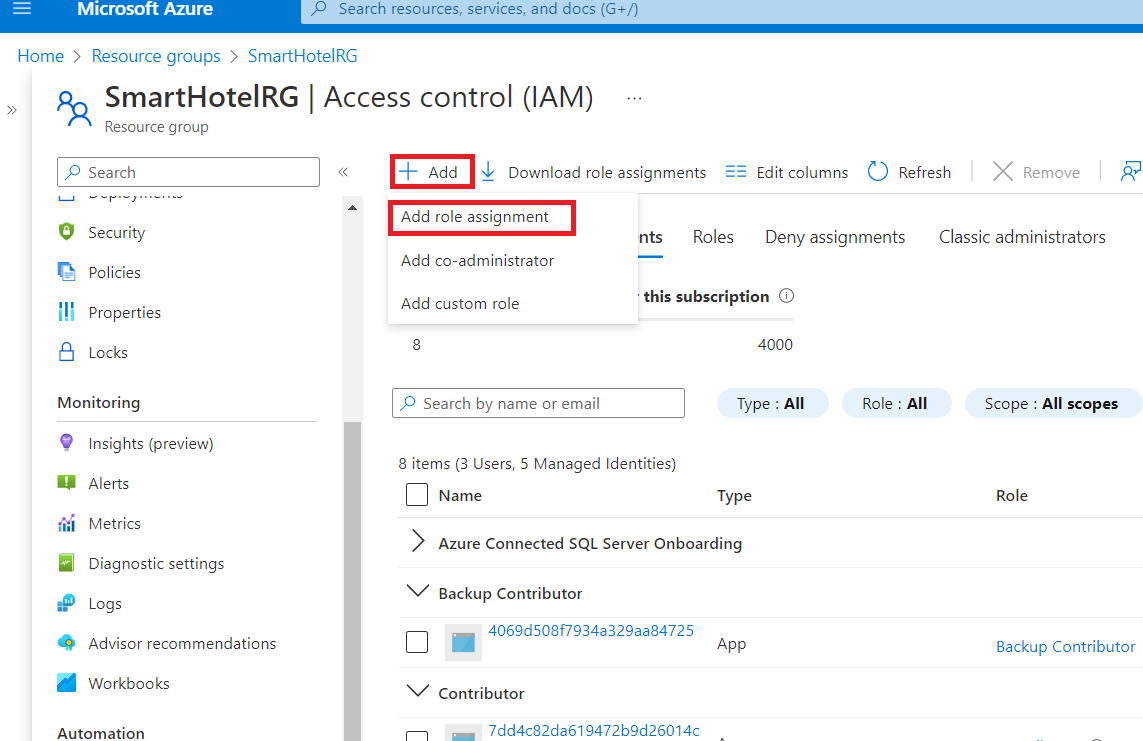 Microsoft Azure
Search resources, services, and docs (G+/)
Home > Resource groups > SmartHotelRG
SmartHotelRG | Access control (IAM) ...
Resource group
Search
Add
Download role assignments
Edit columns
Refresh
Remove
Add role assignment
Add co-administrator
Add custom role
nts
Roles
Deny assignments
Classic administrators
this subscription
8
4000
Deployments
Security
Policies
Properties
Locks
Monitoring
Insights (preview)
Alerts
Metrics
Diagnostic settings
Logs
Advisor recommendations
Workbooks
Automation
Search by name or email
Type : All
Role : All
Scope : All scopes
8 items (3 Users, 5 Managed Identities)
Name Type Role
Azure Connected SQL Server Onboarding
Backup Contributor
4069d508f7934a329aa84725
App
Backup Contributor
Contributor
7dd4c82da619472b9d26014c